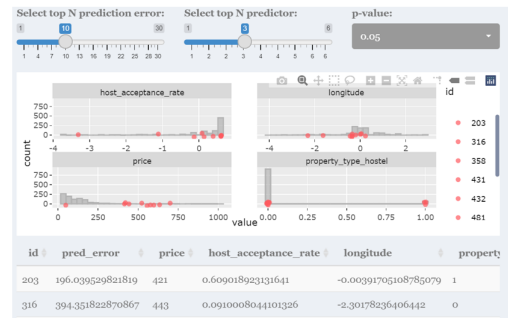 Select top N prediction error: Select top N predictor: p-value:
1 10 30 1 3 6 0.05
1 4 7 10 13 16 19 22 25 28 30 1 2 3 4 5 6
host_acceptance_rate longitude id
750
500
250
0
-4 -3 -2 -1 0 -4 -2 0 2
203
316
358
431
432
481
count
price property_type_hostel
750
500
250
0
0 250 500 750 1000 0.00 0.25 0.50 0.75 1.00
value
id pred_error price host_acceptance_rate longitude property
203 196.039529821819 421 0.609018923131641 -0.00391705108785079 1
316 394.351822870867 443 0.0910008044101326 -2.30178236406442 0